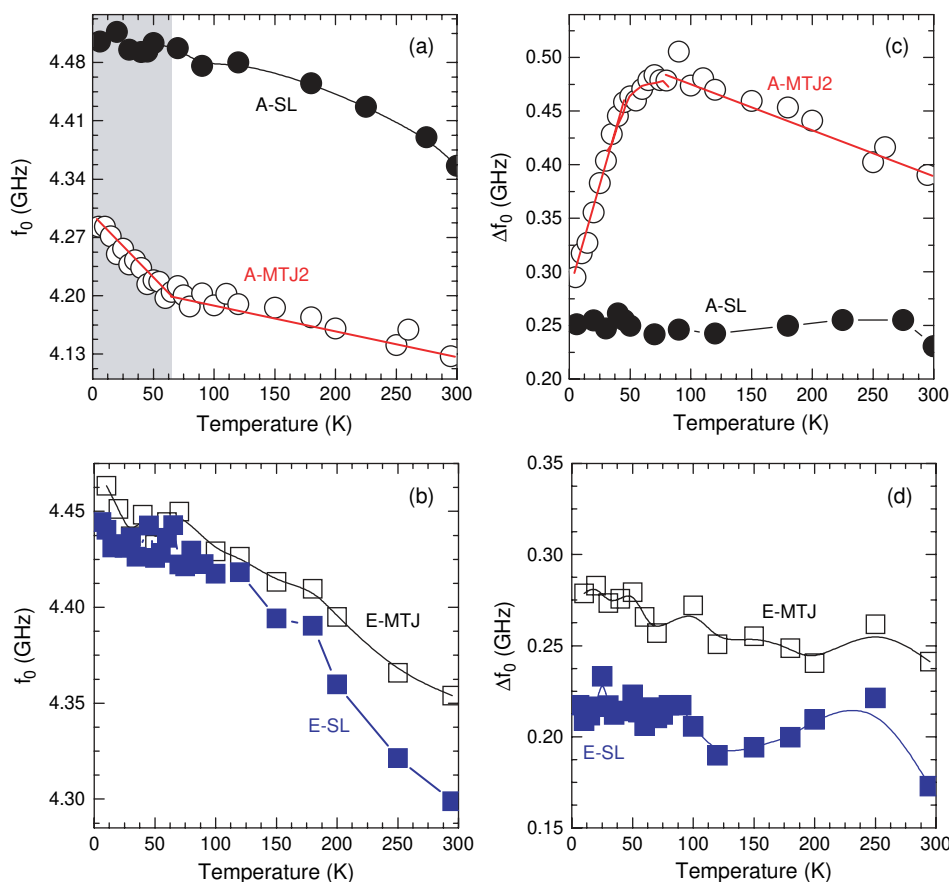 (a)
f0 (GHz)
4.48
4.41
4.34
4.27
4.20
4.13
A-SL
A-MTJ2
0 50 100 150 200 250 300
Temperature (K)
(c)
Δf0 (GHz)
0.50
0.45
0.40
0.35
0.30
0.25
0.20
A-MTJ2
A-SL
0 50 100 150 200 250 300
Temperature (K)
(b)
f0 (GHz)
4.45
4.40
4.35
4.30
E-MTJ
E-SL
0 50 100 150 200 250 300
Temperature (K)
(d)
Δf0 (GHz)
0.35
0.30
0.25
0.20
0.15
E-MTJ
E-SL
0 50 100 150 200 250 300
Temperature (K)